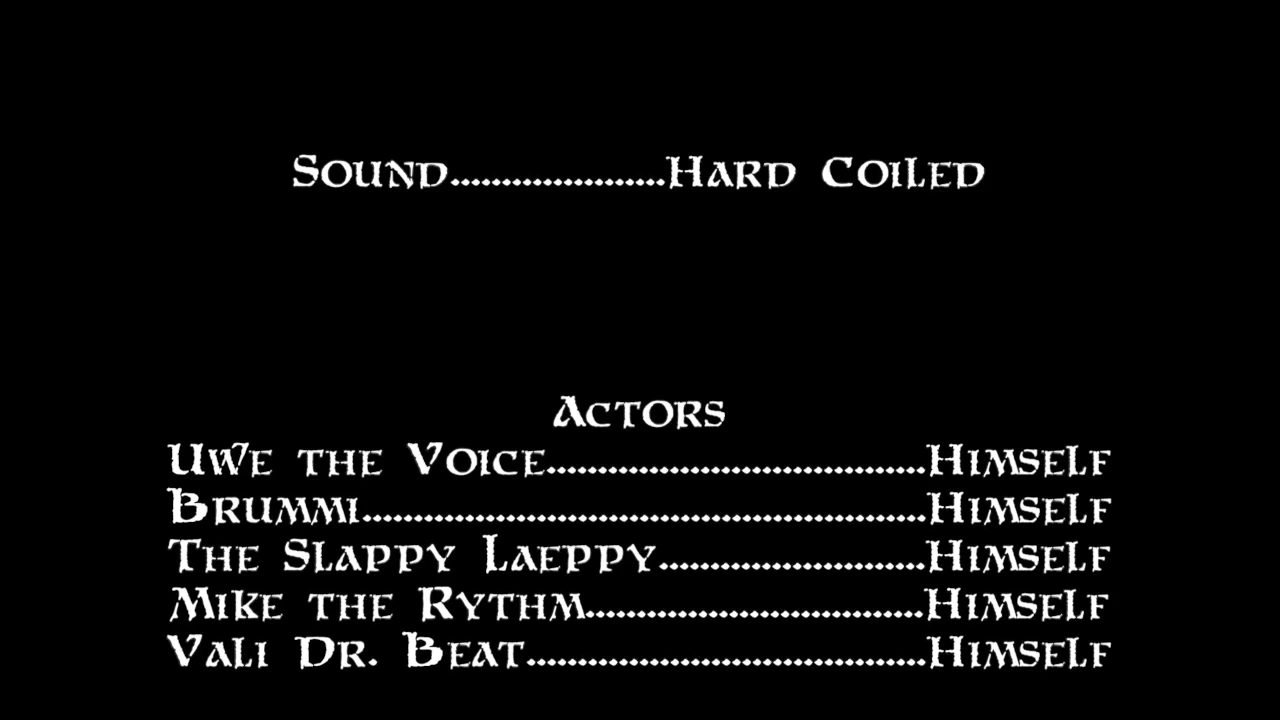 Sound.....................Hard Coiled
Actors
Uwe the Voice.....................................Himself
Brummi.......................................................Himself
The Slappy Laeppy..........................Himself
Mike the Rythm.................................Himself
Vali Dr. Beat.......................................Himself